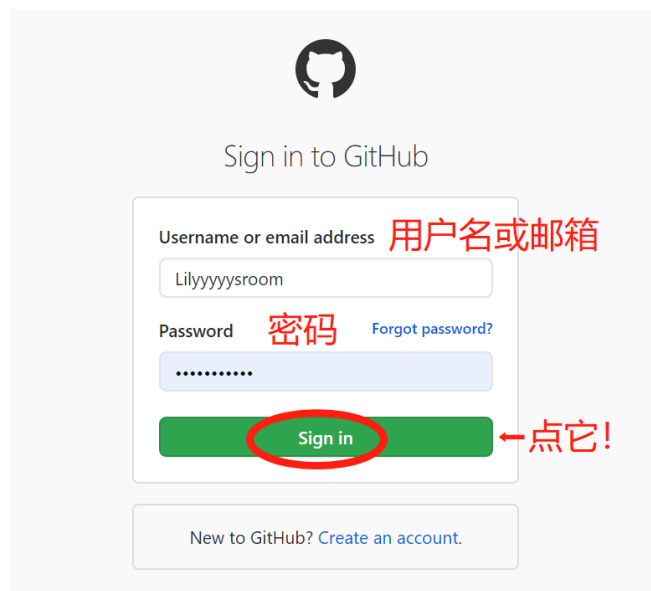 Sign in to GitHub
Username or email address 用户名或邮箱
Lilyyyyysroom
Password 密码 Forgot password?
•••••••••••
Sign in ←点它!
New to GitHub? Create an account.